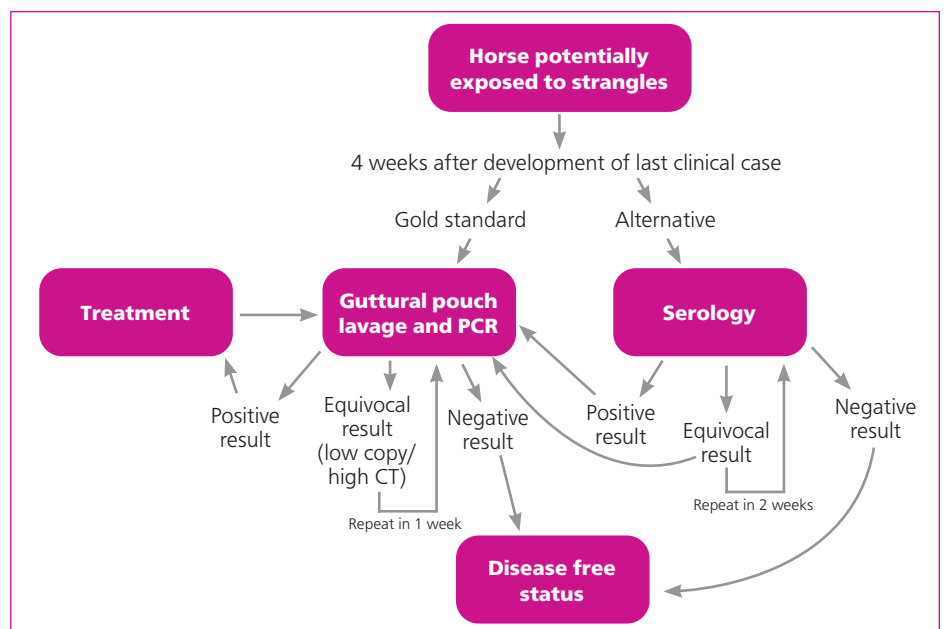 Horse potentially
exposed to strangles
4 weeks after development of last clinical case
Gold standard
Alternative
Treatment
Guttural pouch
lavage and PCR
Serology
Positive
result
Equivocal
result
(low copy/
high CT)
Repeat in 1 week
Negative
result
Positive
result
Equivocal
result
Repeat in 2 weeks
Negative
result
Disease free
status